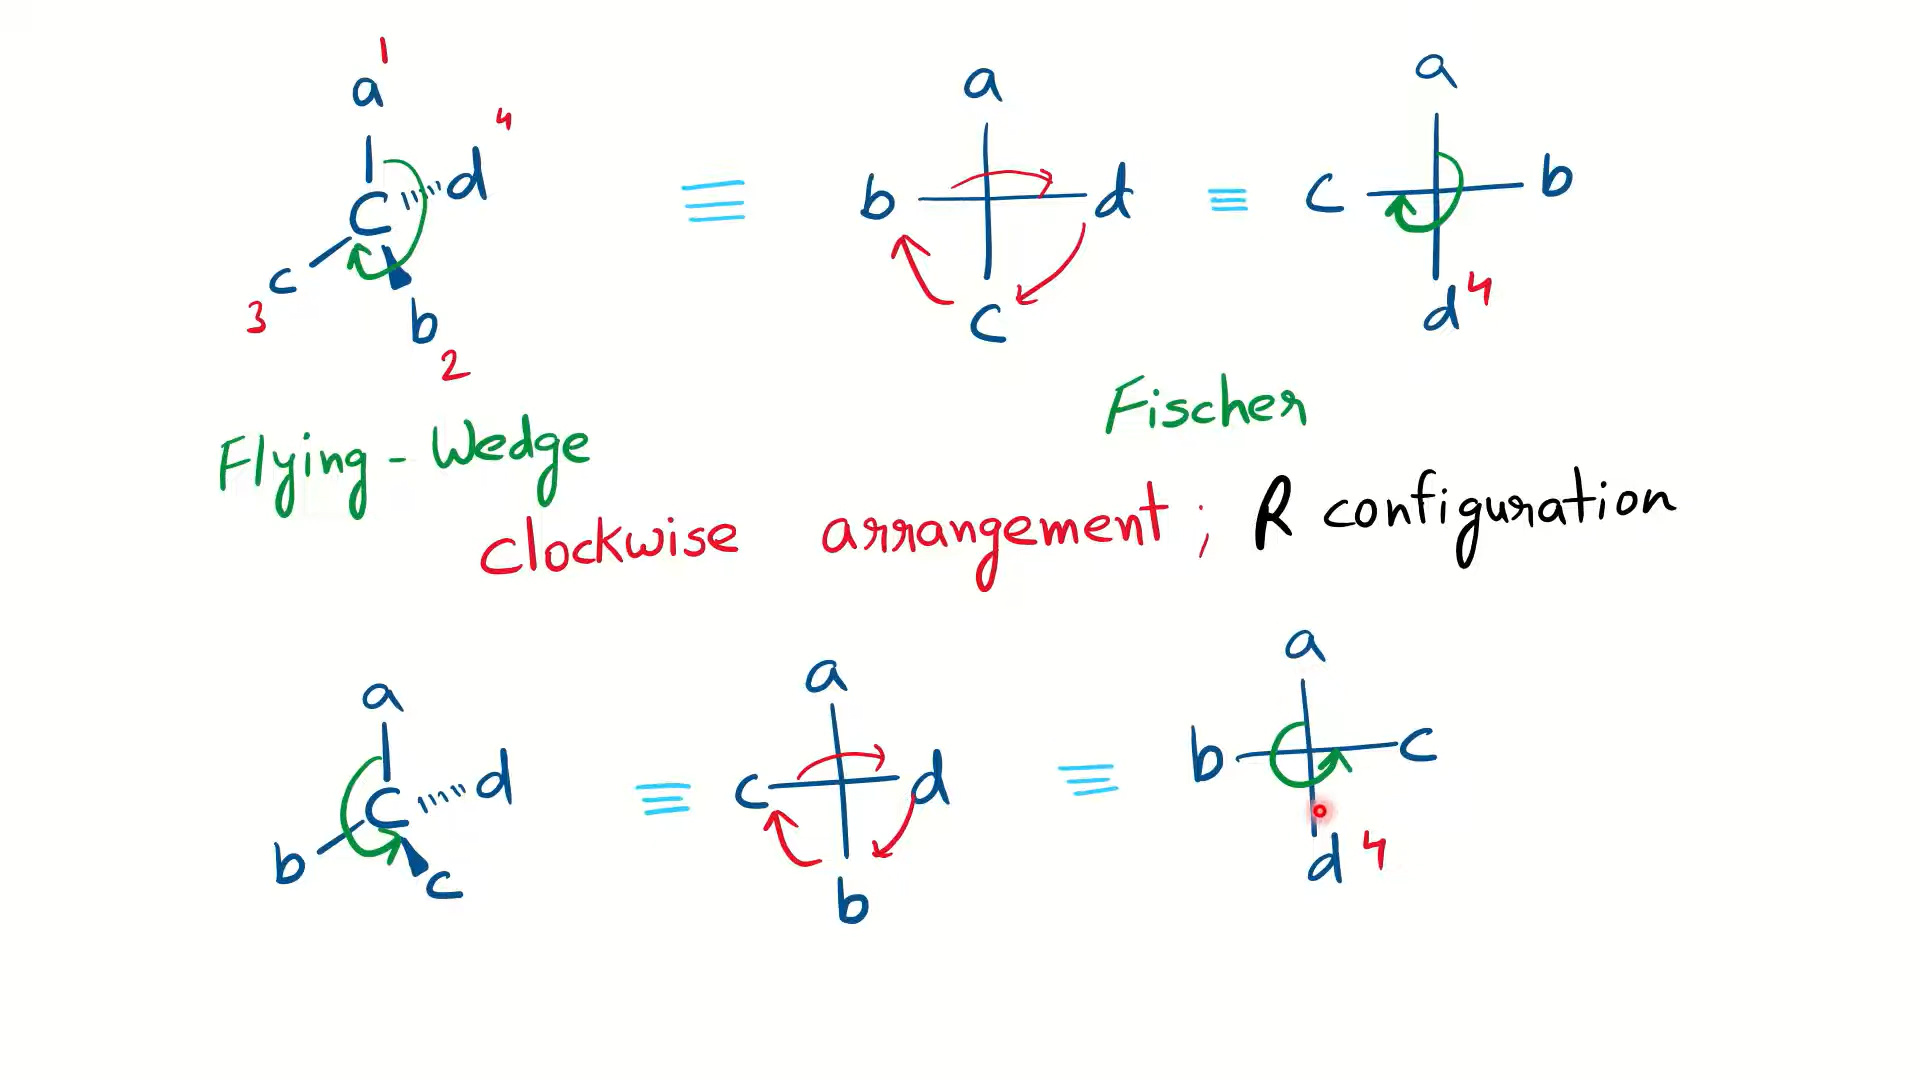 1
a a a
4
d
C b d C b
c
3 b c d 4
2
Fischer
Flying - Wedge
clockwise arrangement ; R configuration
a a a
d b c
C c d
b c b d 4